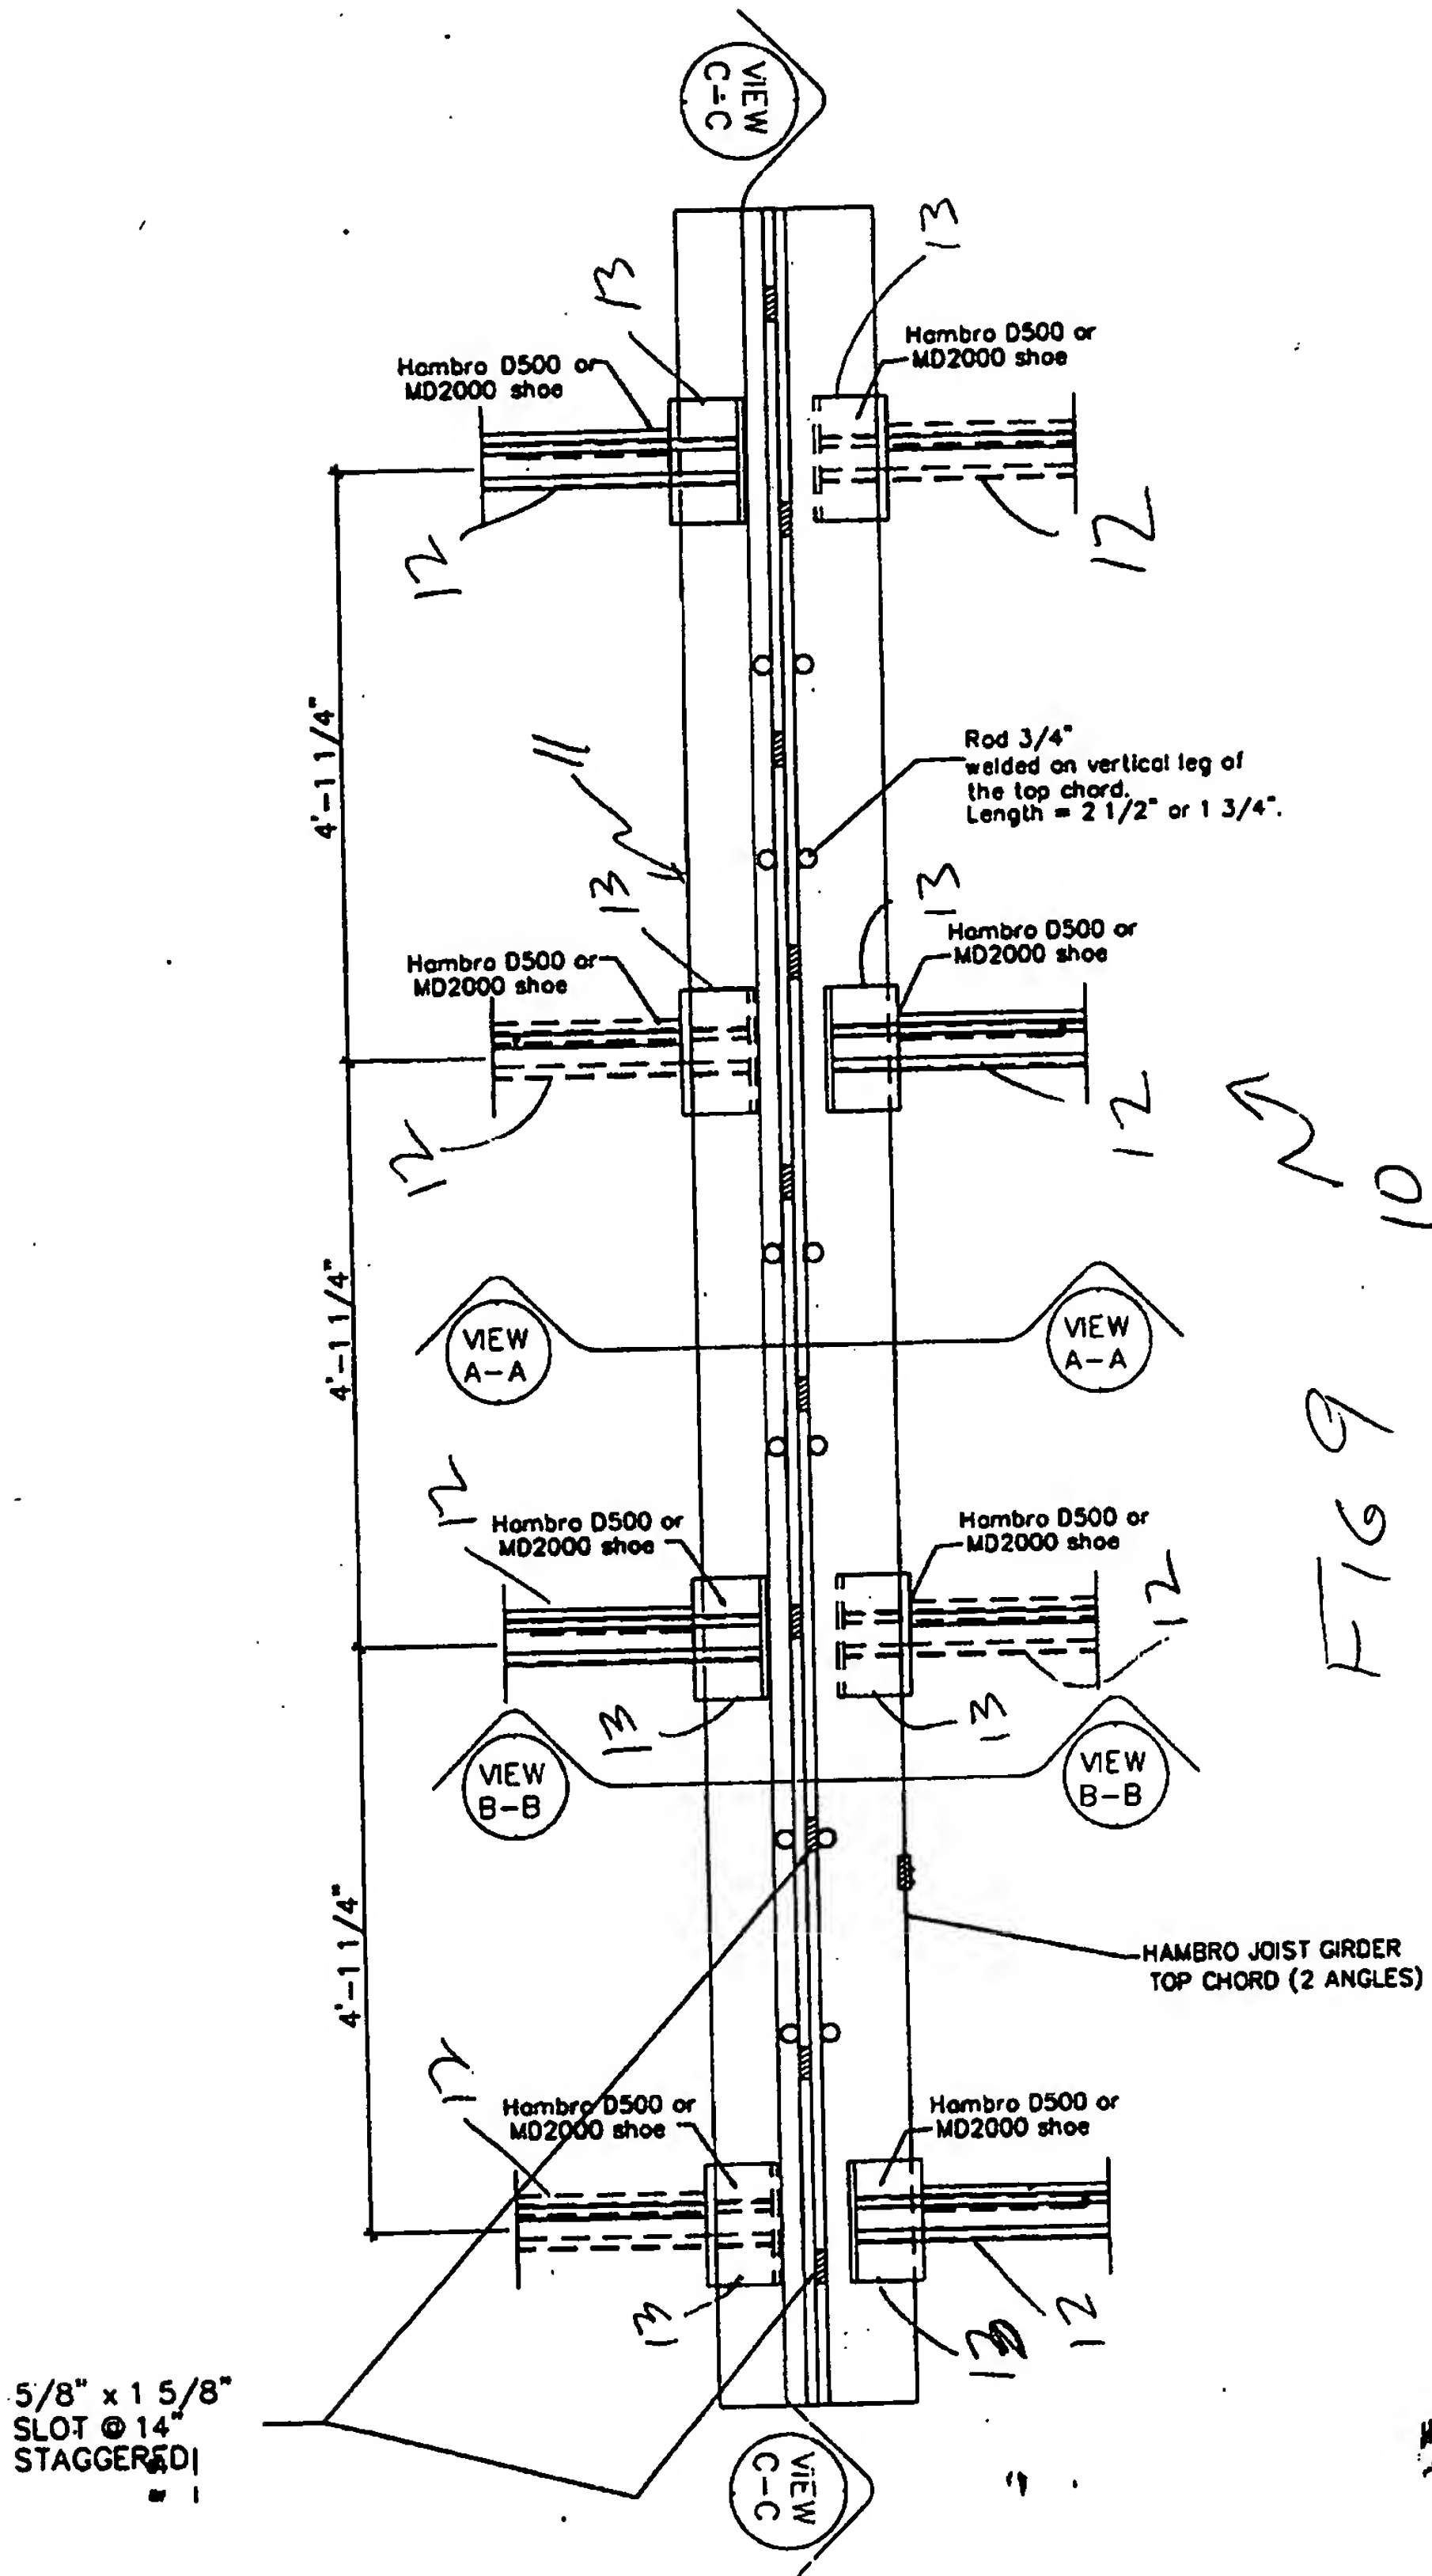 VIEW
C-C
13
13
Hambro D500 or
MD2000 shoe
Hambro D500 or
MD2000 shoe
12
12
4'-1 1/4"
11
Rod 3/4"
welded on vertical leg of
the top chord.
Length = 2 1/2" or 1 3/4".
13
13
Hambro D500 or
MD2000 shoe
Hambro D500 or
MD2000 shoe
12
12
10
4'-1 1/4"
VIEW
A-A
VIEW
A-A
FIG 9
12
Hambro D500 or
MD2000 shoe
Hambro D500 or
MD2000 shoe
12
13
13
VIEW
B-B
VIEW
B-B
4'-1 1/4"
HAMBRO JOIST GIRDER
TOP CHORD (2 ANGLES)
12
Hambro D500 or
MD2000 shoe
Hambro D500 or
MD2000 shoe
13
13
12
5/8" x 1 5/8"
SLOT @ 14"
STAGGERED
VIEW
C-C